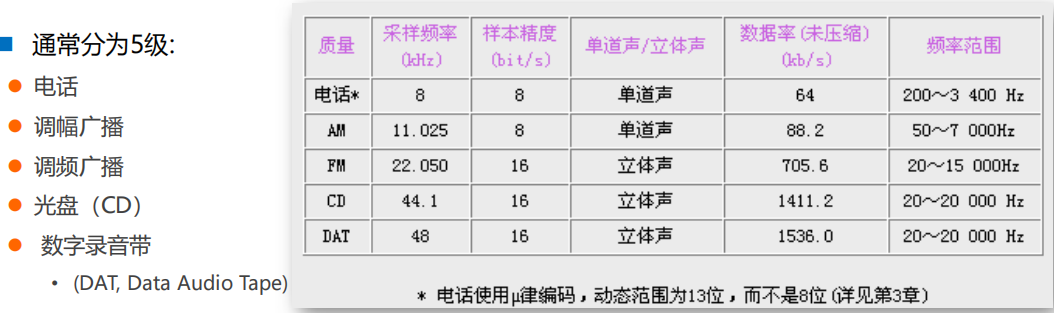 通常分为5级:
电话
调幅广播
调频广播
光盘（CD）
数字录音带
(DAT, Data Audio Tape)
质量 采样频率(kHz) 样本精度(bit/s) 单道声/立体声 数据率(未压缩)(kb/s) 频率范围
电话* 8 8 单道声 64 200～3 400 Hz
AM 11.025 8 单道声 88.2 50～7 000Hz
FM 22.050 16 立体声 705.6 20～15 000Hz
CD 44.1 16 立体声 1411.2 20～20 000 Hz
DAT 48 16 立体声 1536.0 20～20 000 Hz
* 电话使用μ律编码，动态范围为13位，而不是8位(详见第3章)